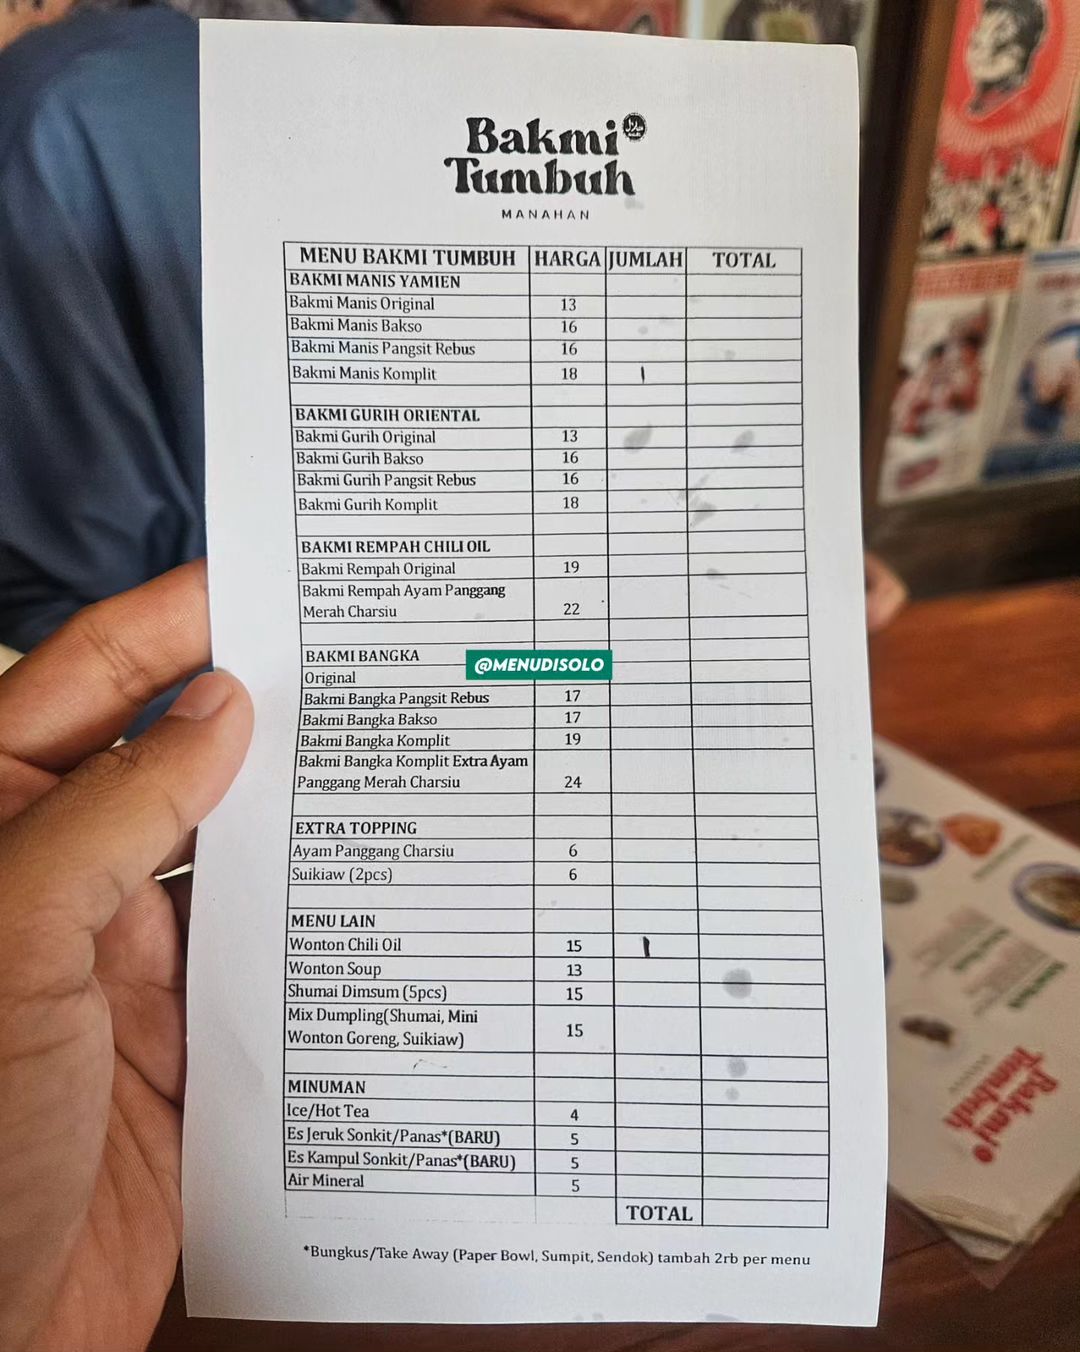 Bakmi
Tumbuh
MANAHAN
MENU BAKMI TUMBUH HARGA JUMLAH TOTAL
BAKMI MANIS YAMIEN
Bakmi Manis Original 13
Bakmi Manis Bakso 16
Bakmi Manis Pangsit Rebus 16
Bakmi Manis Komplit 18 1
BAKMI GURIH ORIENTAL
Bakmi Gurih Original 13
Bakmi Gurih Bakso 16
Bakmi Gurih Pangsit Rebus 16
Bakmi Gurih Komplit 18
BAKMI REMPAH CHILI OIL
Bakmi Rempah Original 19
Bakmi Rempah Ayam Panggang
Merah Charsiu 22
BAKMI BANGKA
@MENUDISOLO
Original
Bakmi Bangka Pangsit Rebus 17
Bakmi Bangka Bakso 17
Bakmi Bangka Komplit 19
Bakmi Bangka Komplit Extra Ayam
Panggang Merah Charsiu 24
EXTRA TOPPING
Ayam Panggang Charsiu 6
Suikiaw (2pcs) 6
MENU LAIN
Wonton Chili Oil 15 1
Wonton Soup 13
Shumai Dimsum (5pcs) 15
Mix Dumpling(Shumai, Mini
Wonton Goreng, Suikiaw) 15
MINUMAN
Ice/Hot Tea 4
Es Jeruk Sonkit/Panas*(BARU) 5
Es Kampul Sonkit/Panas*(BARU) 5
Air Mineral 5
TOTAL
*Bungkus/Take Away (Paper Bowl, Sumpit, Sendok) tambah 2rb per menu
Bakmi
Tumbuh